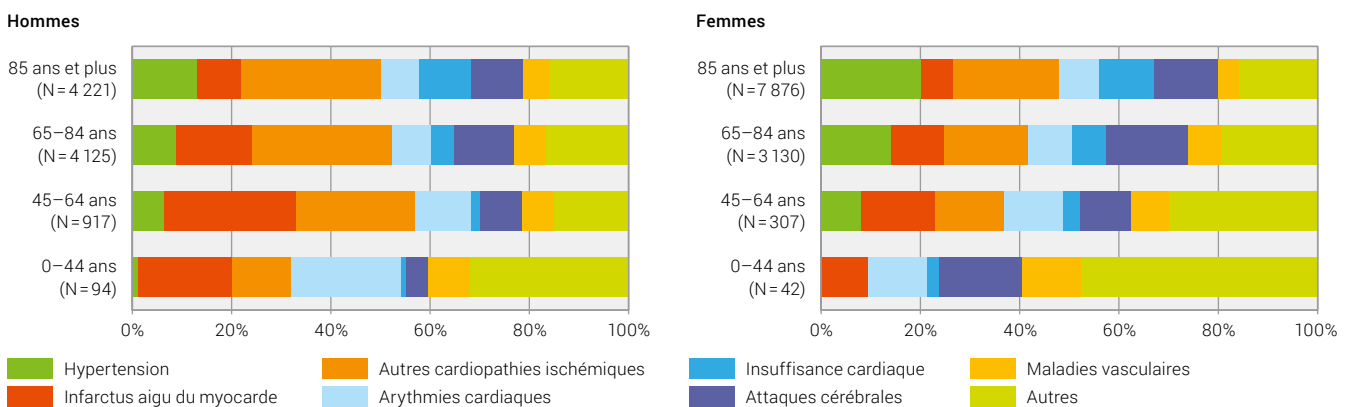 Hommes
85 ans et plus
(N = 4 221)
65–84 ans
(N = 4 125)
45–64 ans
(N = 917)
0–44 ans
(N = 94)
0% 20% 40% 60% 80% 100%
Femmes
85 ans et plus
(N = 7 876)
65–84 ans
(N = 3 130)
45–64 ans
(N = 307)
0–44 ans
(N = 42)
0% 20% 40% 60% 80% 100%
Hypertension
Infarctus aigu du myocarde
Autres cardiopathies ischémiques
Arythmies cardiaques
Insuffisance cardiaque
Attaques cérébrales
Maladies vasculaires
Autres